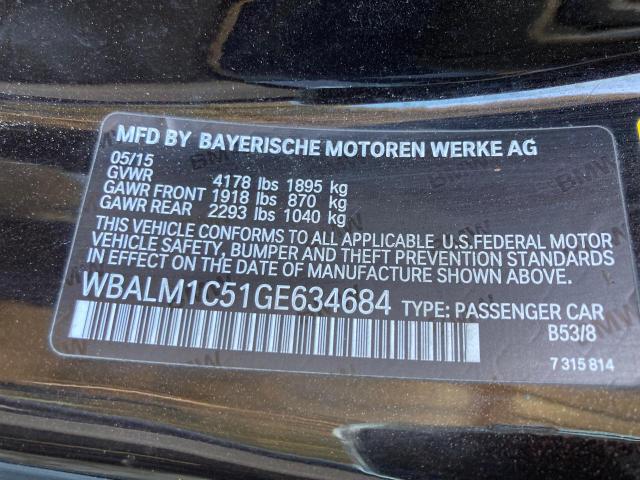 MFD BY BAYERISCHE MOTOREN WERKE AG
05/15
GVWR 4178 lbs 1895 kg
GAWR FRONT 1918 lbs 870 kg
GAWR REAR 2293 lbs 1040 kg
THIS VEHICLE CONFORMS TO ALL APPLICABLE U.S.FEDERAL MOTOR
VEHICLE SAFETY, BUMPER AND THEFT PREVENTION STANDARDS
IN EFFECT ON THE DATE OF MANUFACTURE SHOWN ABOVE.
WBALM1C51GE634684 TYPE: PASSENGER CAR
B53/8
7 315 814